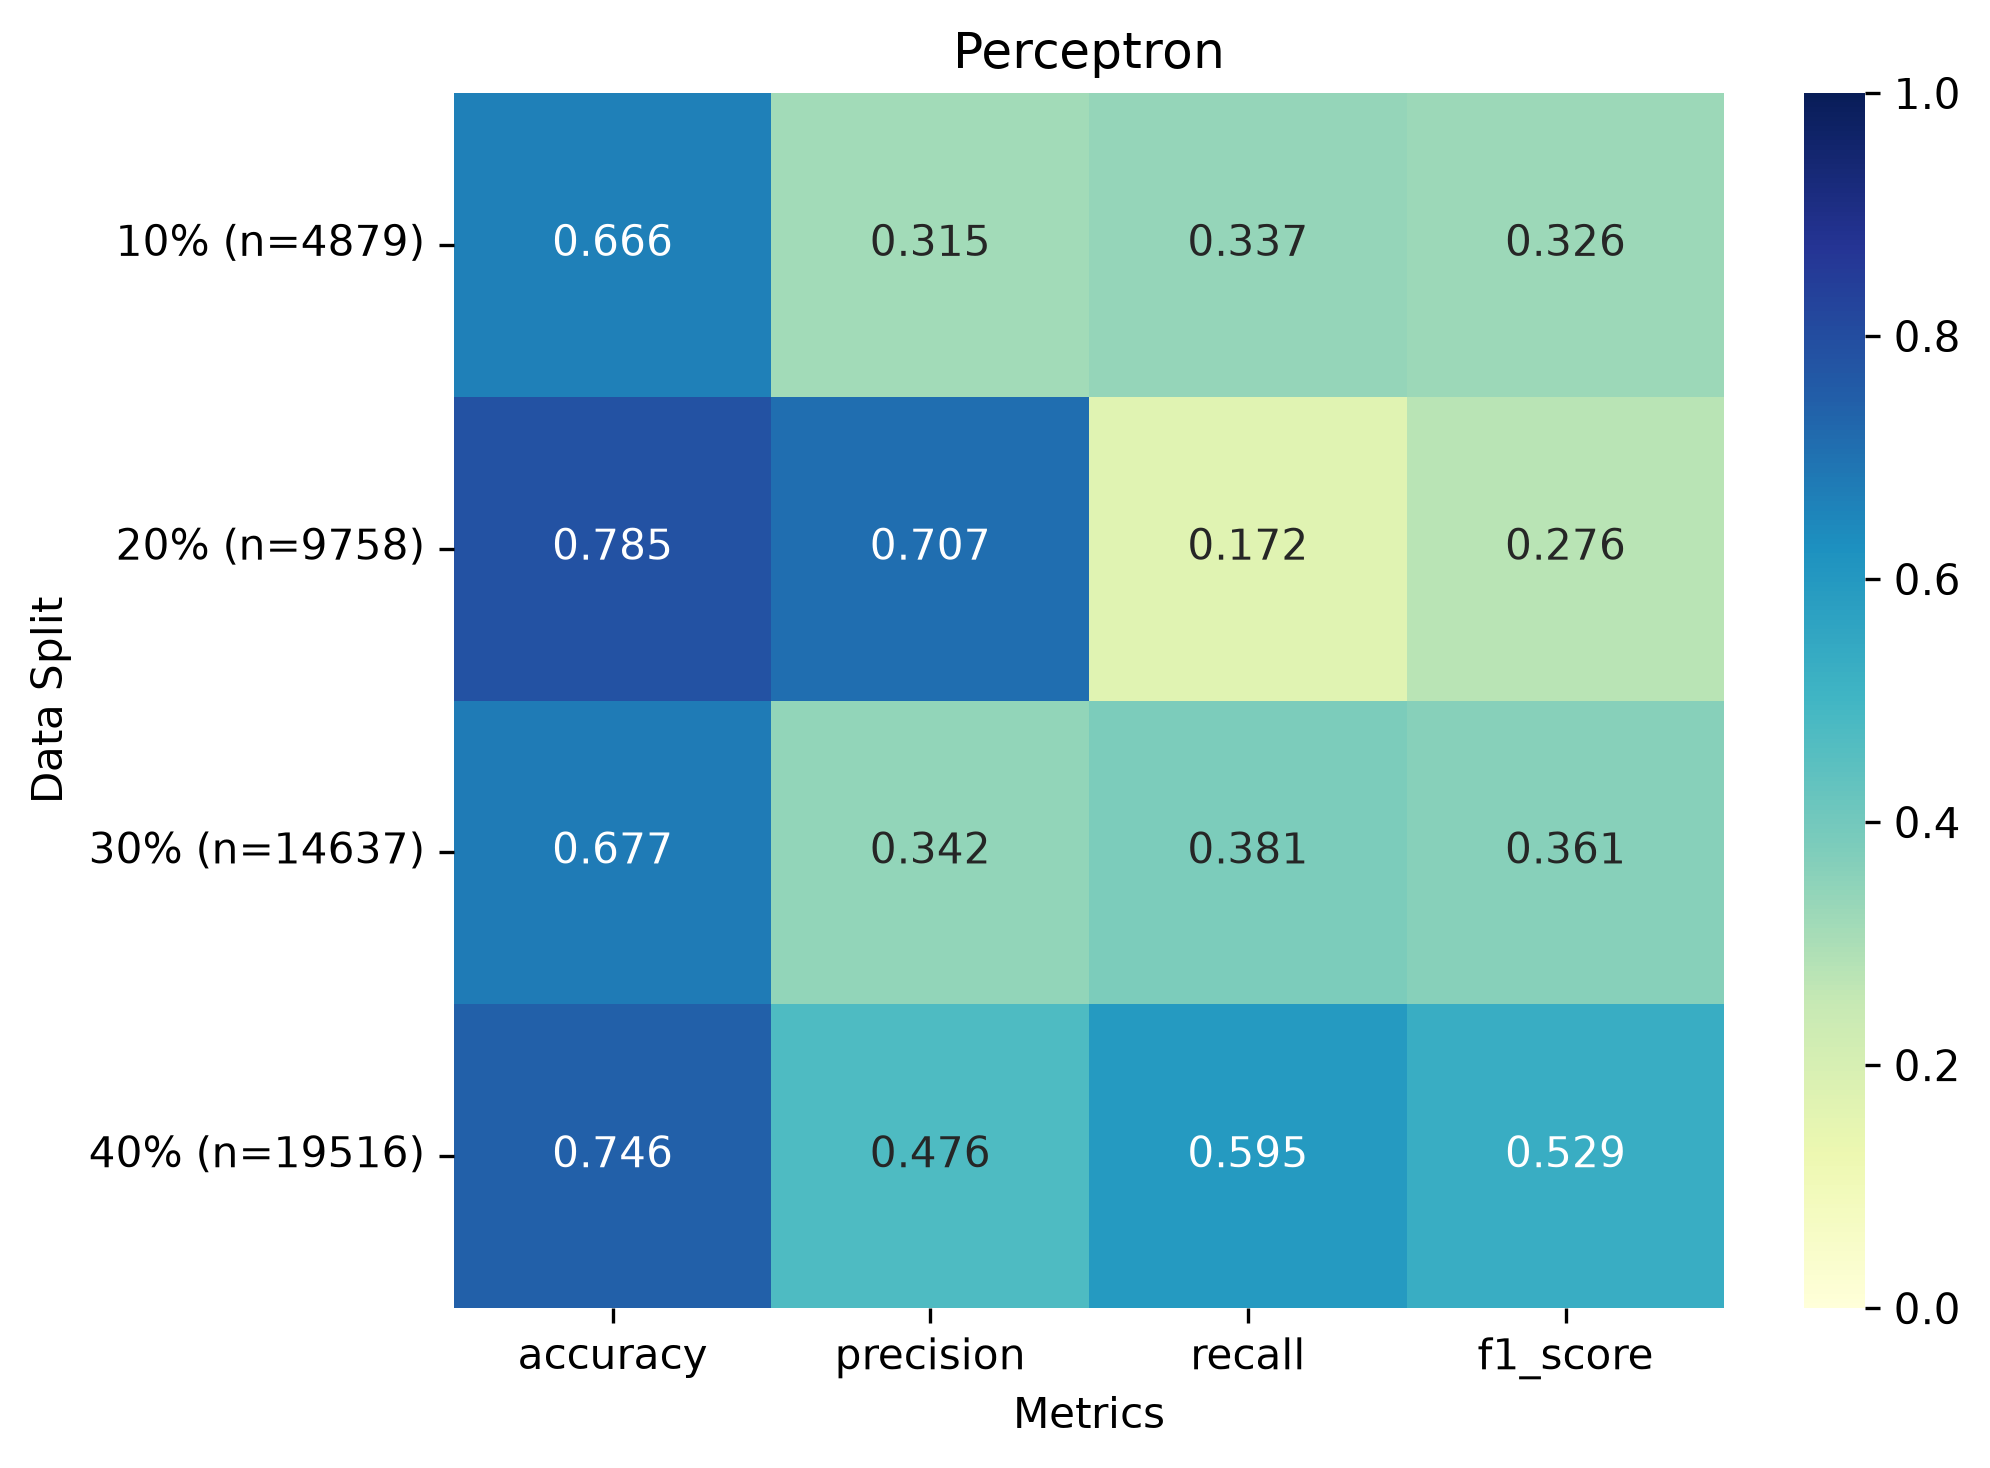 Perceptron
10% (n=4879) 0.666 0.315 0.337 0.326
20% (n=9758) 0.785 0.707 0.172 0.276
30% (n=14637) 0.677 0.342 0.381 0.361
40% (n=19516) 0.746 0.476 0.595 0.529
accuracy precision recall f1_score
Metrics
Data Split
1.0
0.8
0.6
0.4
0.2
0.0